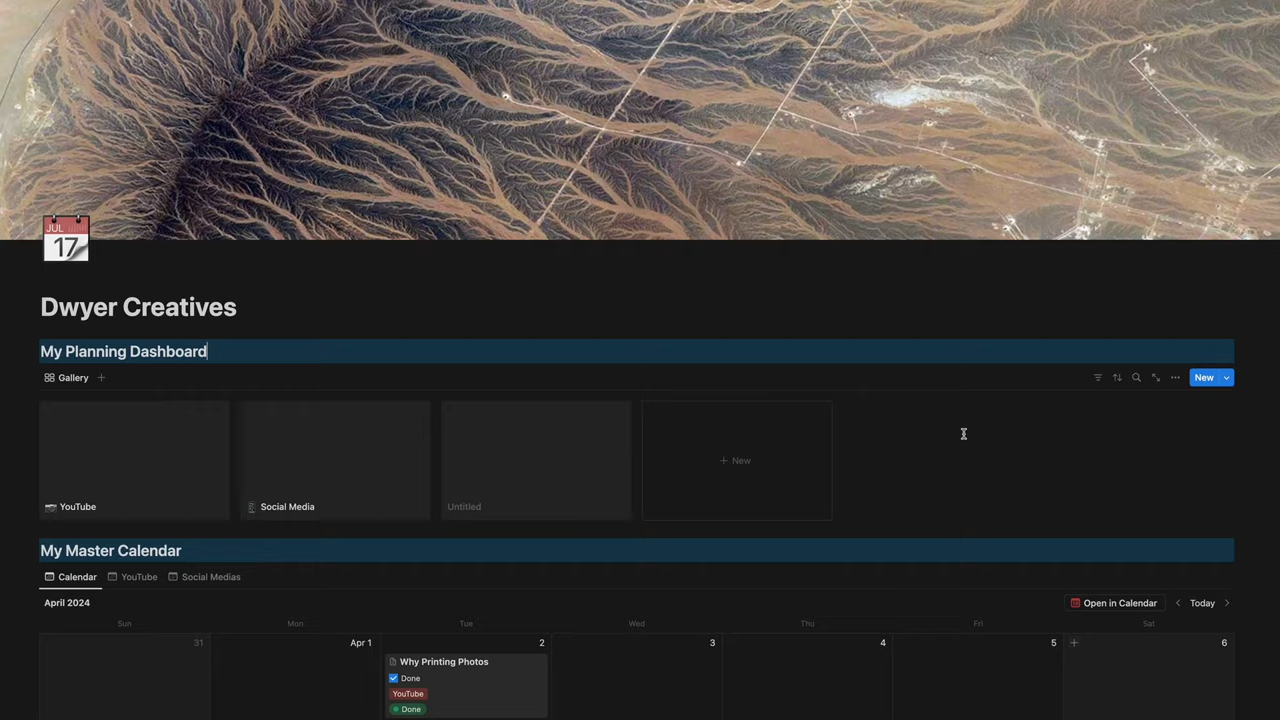 JUL
17
Dwyer Creatives
My Planning Dashboard
Gallery
New
YouTube
Social Media
Untitled
+ New
My Master Calendar
Calendar YouTube Social Medias
April 2024
Open in Calendar
Today
Sun Mon Tue Wed Thu Fri Sat
31 Apr 1 2 3 4 5 6
Why Printing Photos
Done
YouTube
Done